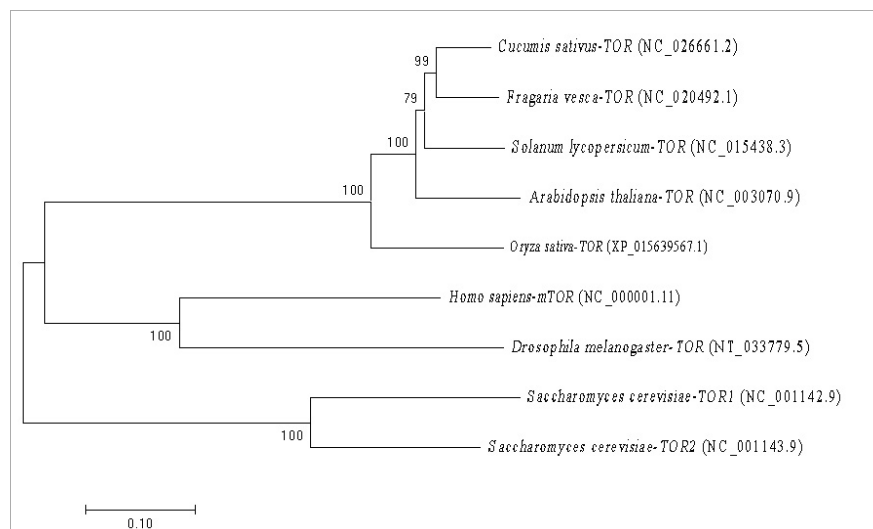 Cucumis sativus-TOR (NC_026661.2)
99
Fragaria vesca-TOR (NC_020492.1)
79
Solanum lycopersicum-TOR (NC_015438.3)
100
Arabidopsis thaliana-TOR (NC_003070.9)
100
Oryza sativa-TOR (XP_015639567.1)
Homo sapiens-mTOR (NC_000001.11)
100
Drosophila melanogaster-TOR (NT_033779.5)
Saccharomyces cerevisiae-TOR1 (NC_001142.9)
100
Saccharomyces cerevisiae-TOR2 (NC_001143.9)
0.10